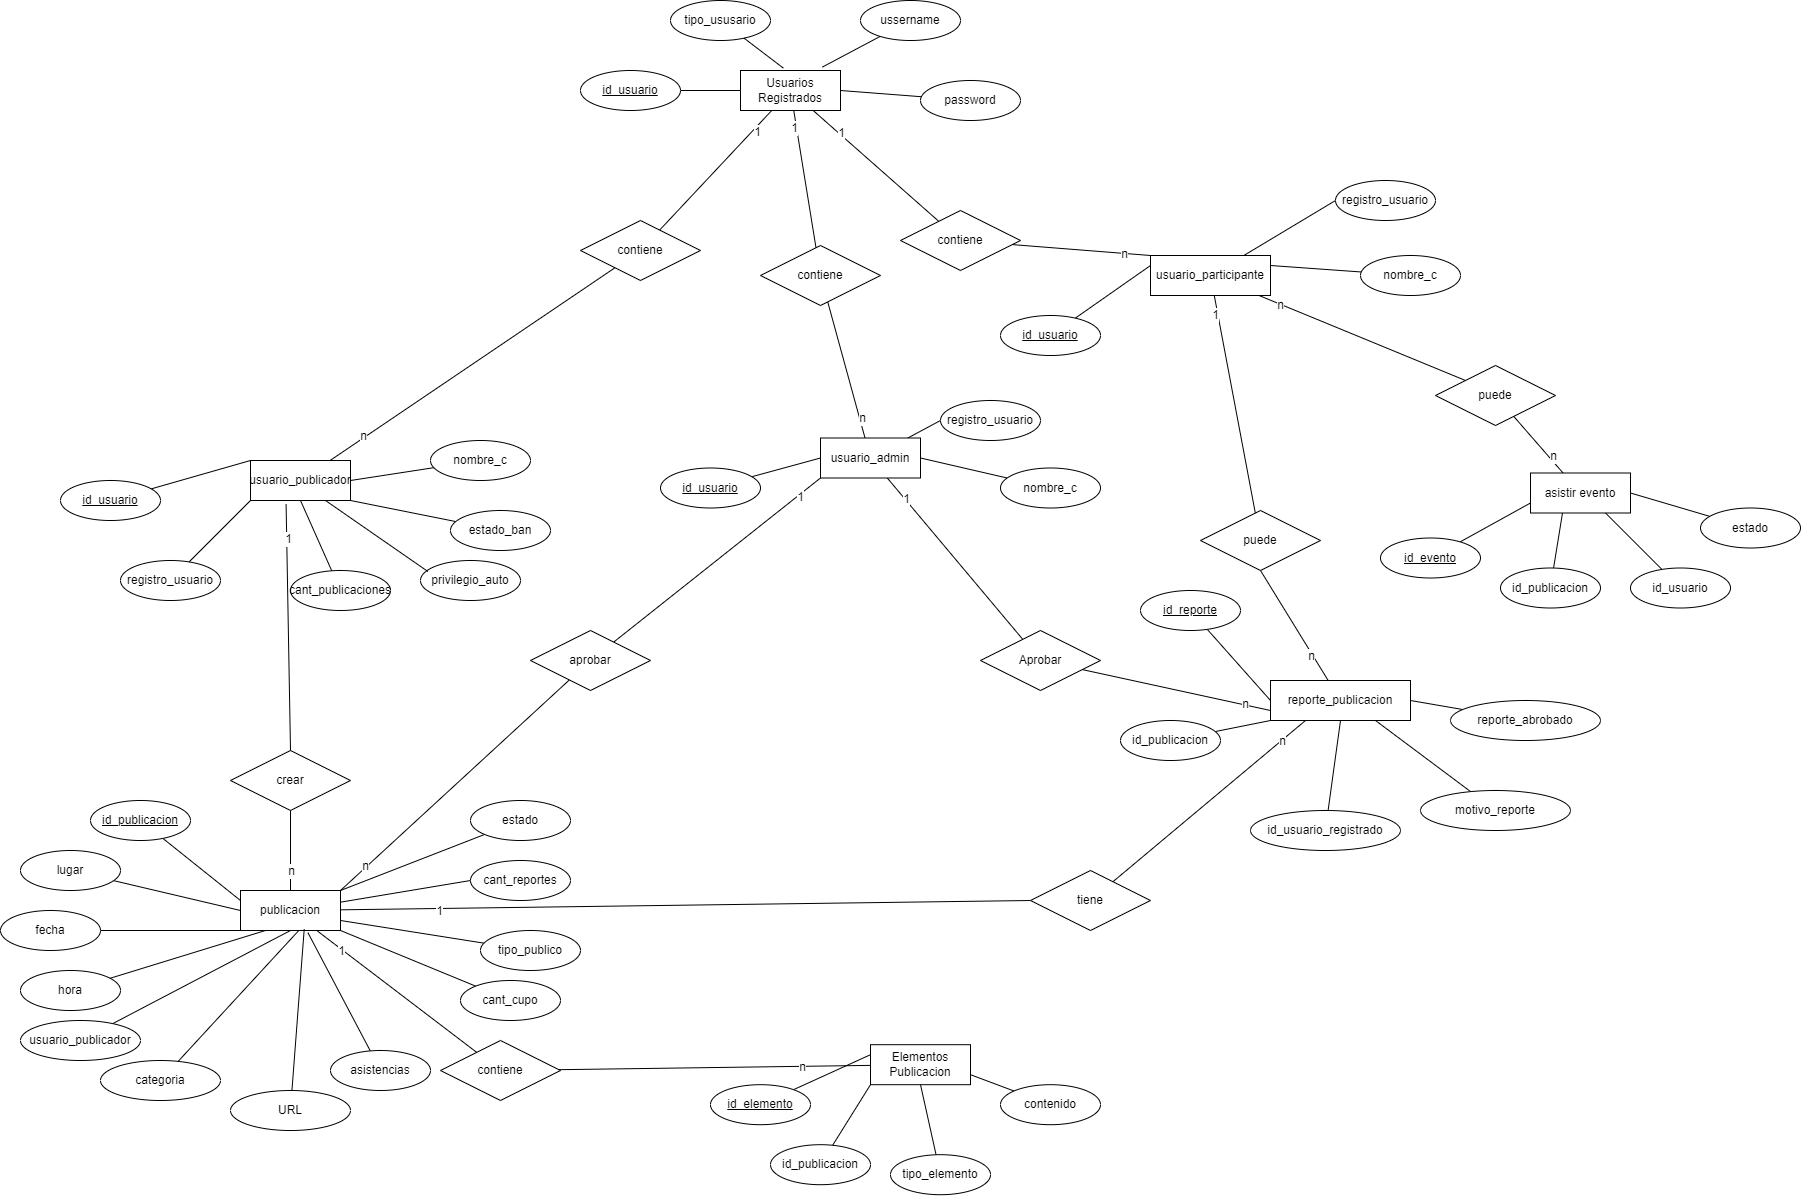 tipo_ususario
ussername
id_usuario
Usuarios
Registrados
password
1
1
1
contiene
contiene
contiene
n
registro_usuario
usuario_participante
nombre_c
id_usuario
1
n
puede
n
n
n
registro_usuario
nombre_c
usuario_admin
usuario_publicador
id_usuario
id_usuario
nombre_c
1
1
asistir evento
estado
estado_ban
1
puede
id_evento
id_publicacion
id_usuario
registro_usuario
cant_publicaciones
privilegio_auto
id_reporte
aprobar
Aprobar
n
n
reporte_publicacion
reporte_abrobado
id_publicacion
n
crear
motivo_reporte
id_usuario_registrado
id_publicacion
estado
n
n
lugar
cant_reportes
tiene
1
publicacion
fecha
tipo_publico
1
hora
cant_cupo
usuario_publicador
categoria
asistencias
contiene
n
Elementos
Publicacion
URL
id_elemento
contenido
id_publicacion
tipo_elemento